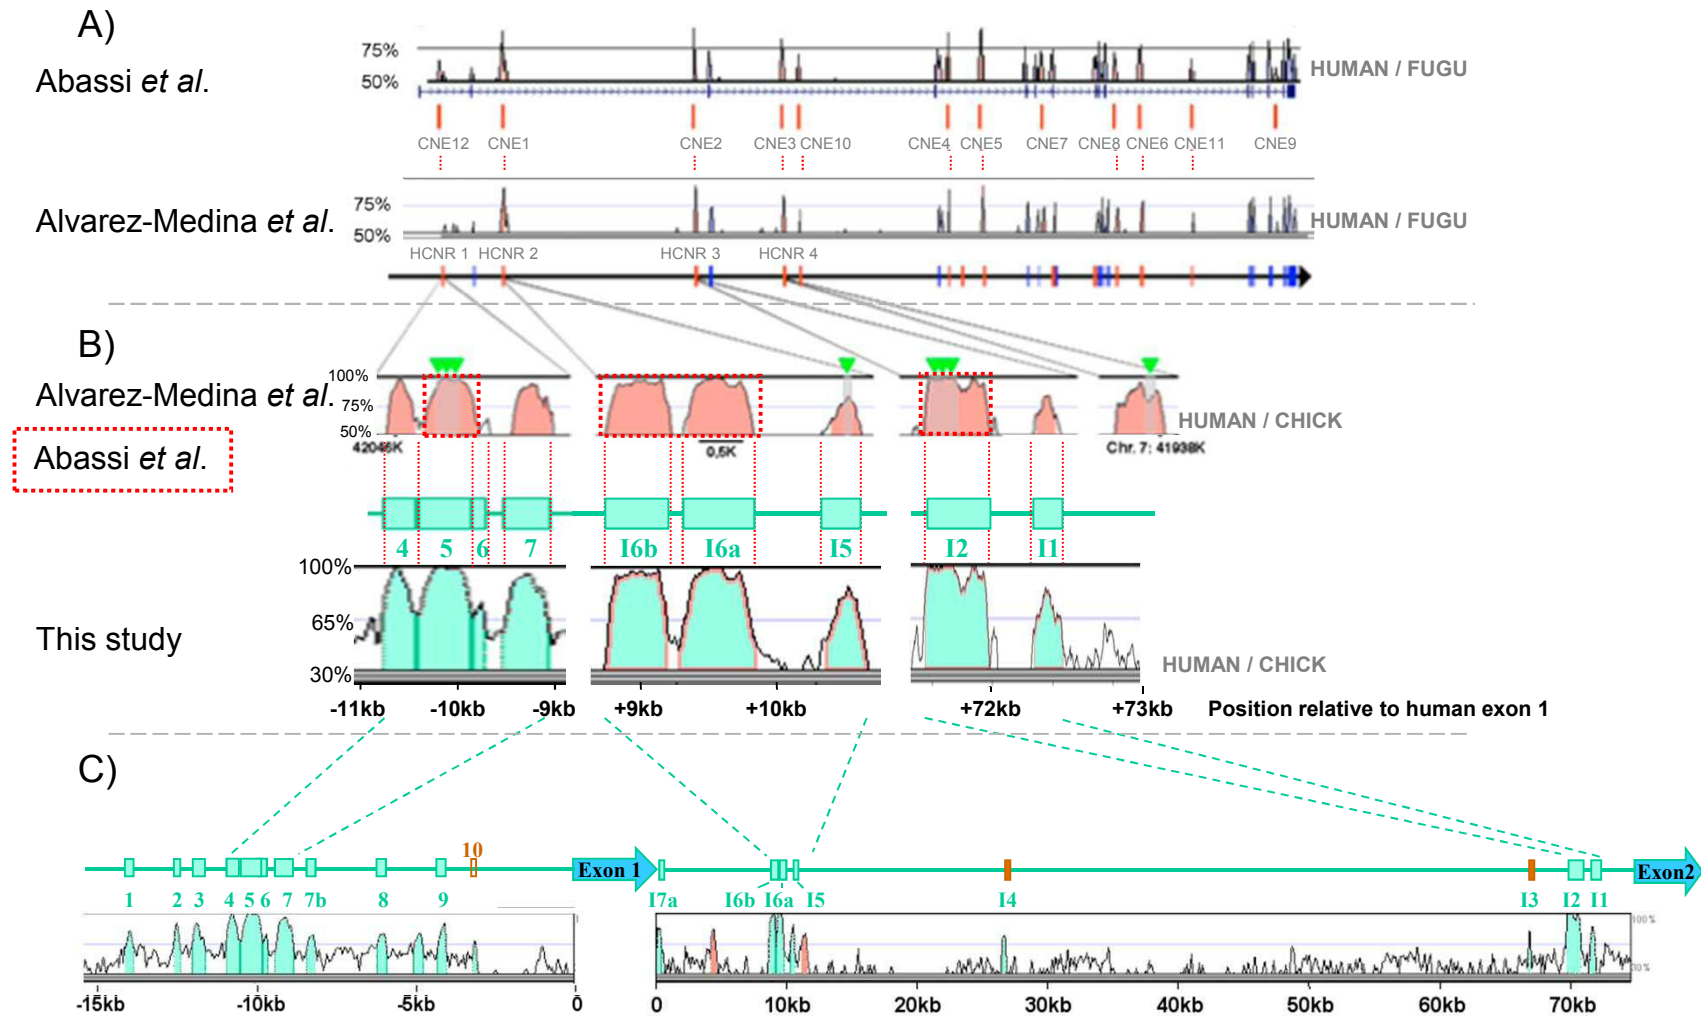 A)
Abassi et al.
75%
50%
HUMAN / FUGU
CNE12 CNE1 CNE2 CNE3 CNE10 CNE4 CNE5 CNE7 CNE8 CNE6 CNE11 CNE9
Alvarez-Medina et al.
75%
50%
HUMAN / FUGU
HCNR 1 HCNR 2 HCNR 3 HCNR 4
B)
Alvarez-Medina et al.
Abassi et al.
100%
75%
50%
HUMAN / CHICK
42046K
0,5K
Chr. 7: 41938K
4 5 6 7 I6b I6a I5 I2 I1
This study
100%
65%
30%
HUMAN / CHICK
-11kb -10kb -9kb +9kb +10kb +72kb +73kb Position relative to human exon 1
C)
10
Exon 1 Exon2
1 2 3 4 5 6 7 7b 8 9 I7a I6b I6a I5 I4 I3 I2 I1
100%
-15kb -10kb -5kb 0 0 10kb 20kb 30kb 40kb 50kb 60kb 70kb